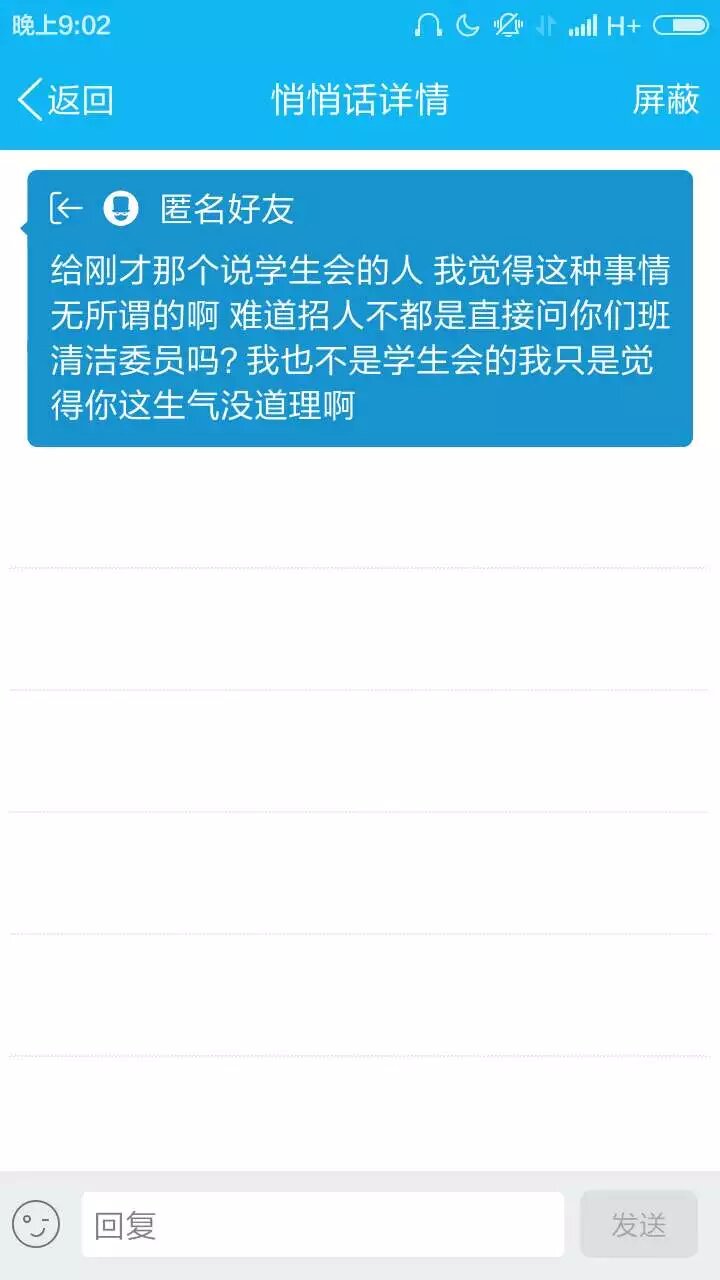 晚上9:02 H+
返回 悄悄话详情 屏蔽
匿名好友
给刚才那个说学生会的人 我觉得这种事情
无所谓的啊 难道招人不都是直接问你们班
清洁委员吗? 我也不是学生会的我只是觉
得你这生气没道理啊
回复 发送